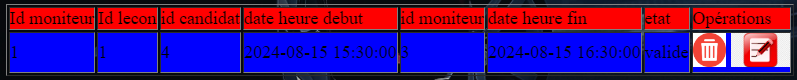 Id moniteur Id lecon id candidat date heure debut id moniteur date heure fin etat Opérations
1 1 4 2024-08-15 15:30:00 3 2024-08-15 16:30:00 valide